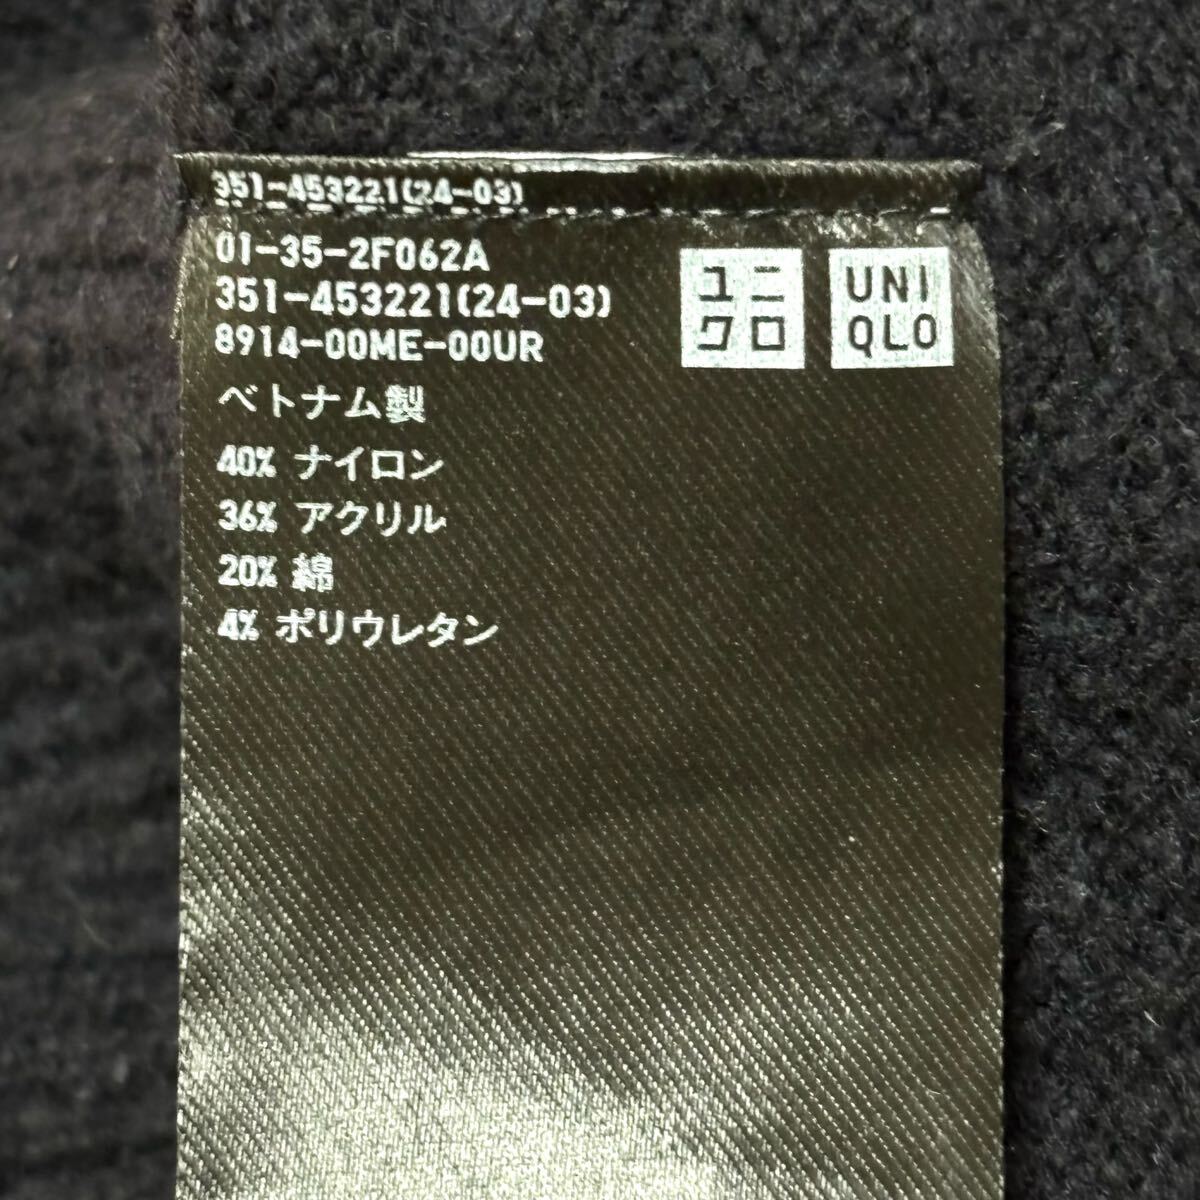 351-453221(24-03)
01-35-2F062A
351-453221(24-03)
8914-00ME-00UR
ユニ
クロ
UNI
QLO
ベトナム製
40% ナイロン
36% アクリル
20% 綿
4% ポリウレタン